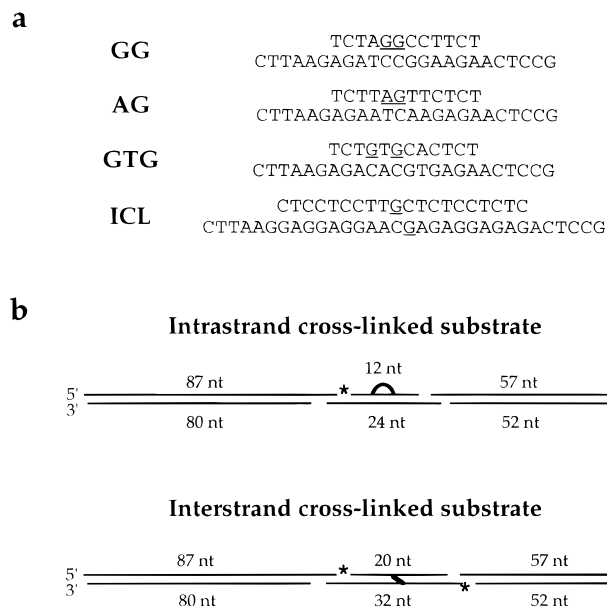 a
GG
TCTAGGCCTTCT
CTTAAGAGATCCGGAAGAACTCCG
AG
TCTTAGTTCTCT
CTTAAGAGAATCAAGAGAACTCCG
GTG
TCTGTGCACTCT
CTTAAGAGACACGTGAGAACTCCG
ICL
CTCCTCCTTGCTCTCCTCTC
CTTAAGGAGGAGGAACGAGAGGAGAGACTCCG
b
Intrastrand cross-linked substrate
87 nt * 12 nt 57 nt
5'
3'
80 nt 24 nt 52 nt
Interstrand cross-linked substrate
87 nt * 20 nt 57 nt
5'
3'
80 nt 32 nt * 52 nt